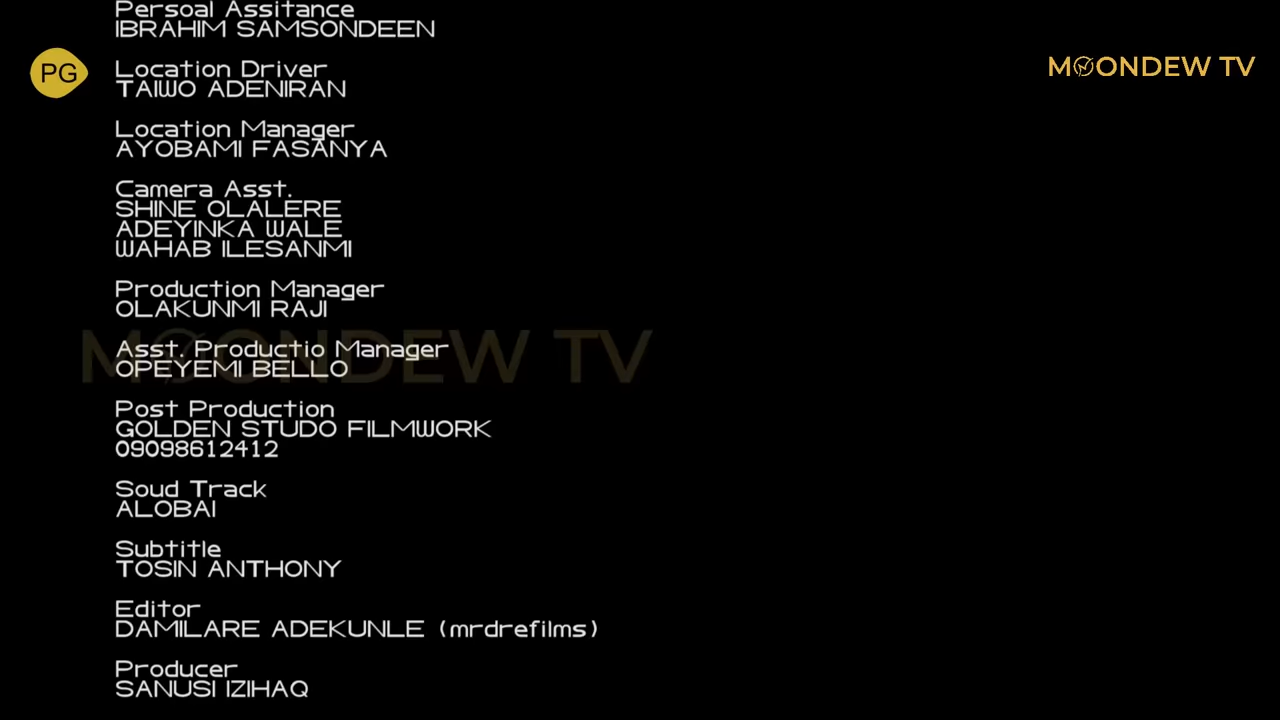 Persoal Assitance
IBRAHIM SAMSONDEEN
PG
MOONDEW TV
Location Driver
TAIWO ADENIRAN
Location Manager
AYOBAMI FASANYA
Camera Asst.
SHINE OLALERE
ADEYINKA WALE
WAHAB ILESANMI
Production Manager
OLAKUNMI RAJI
MOONDEW TV
Asst. Productio Manager
OPEYEMI BELLO
Post Production
GOLDEN STUDO FILMWORK
09098612412
Soud Track
ALOBAI
Subtitle
TOSIN ANTHONY
Editor
DAMILARE ADEKUNLE (mrdrefilms)
Producer
SANUSI IZIHAQ